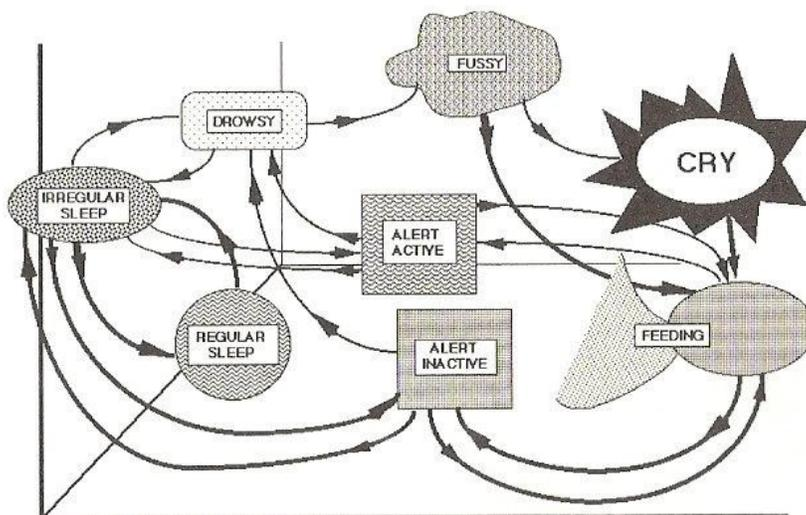 FUSSY
DROWSY
CRY
IRREGULAR
SLEEP
ALERT
ACTIVE
REGULAR
SLEEP
ALERT
INACTIVE
FEEDING